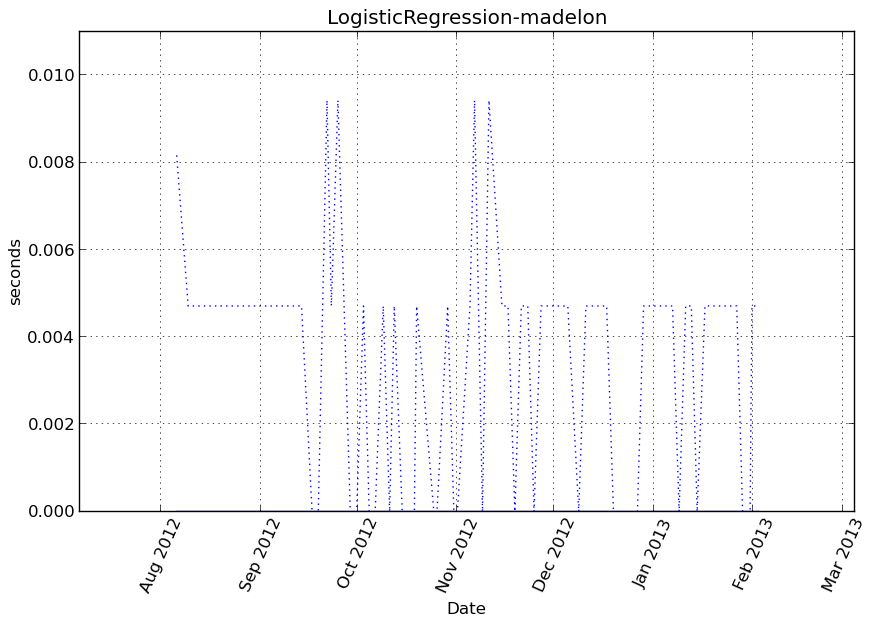 LogisticRegression-madelon
0.010
0.008
0.006
0.004
0.002
0.000
seconds
Aug 2012
Sep 2012
Oct 2012
Nov 2012
Dec 2012
Jan 2013
Feb 2013
Mar 2013
Date